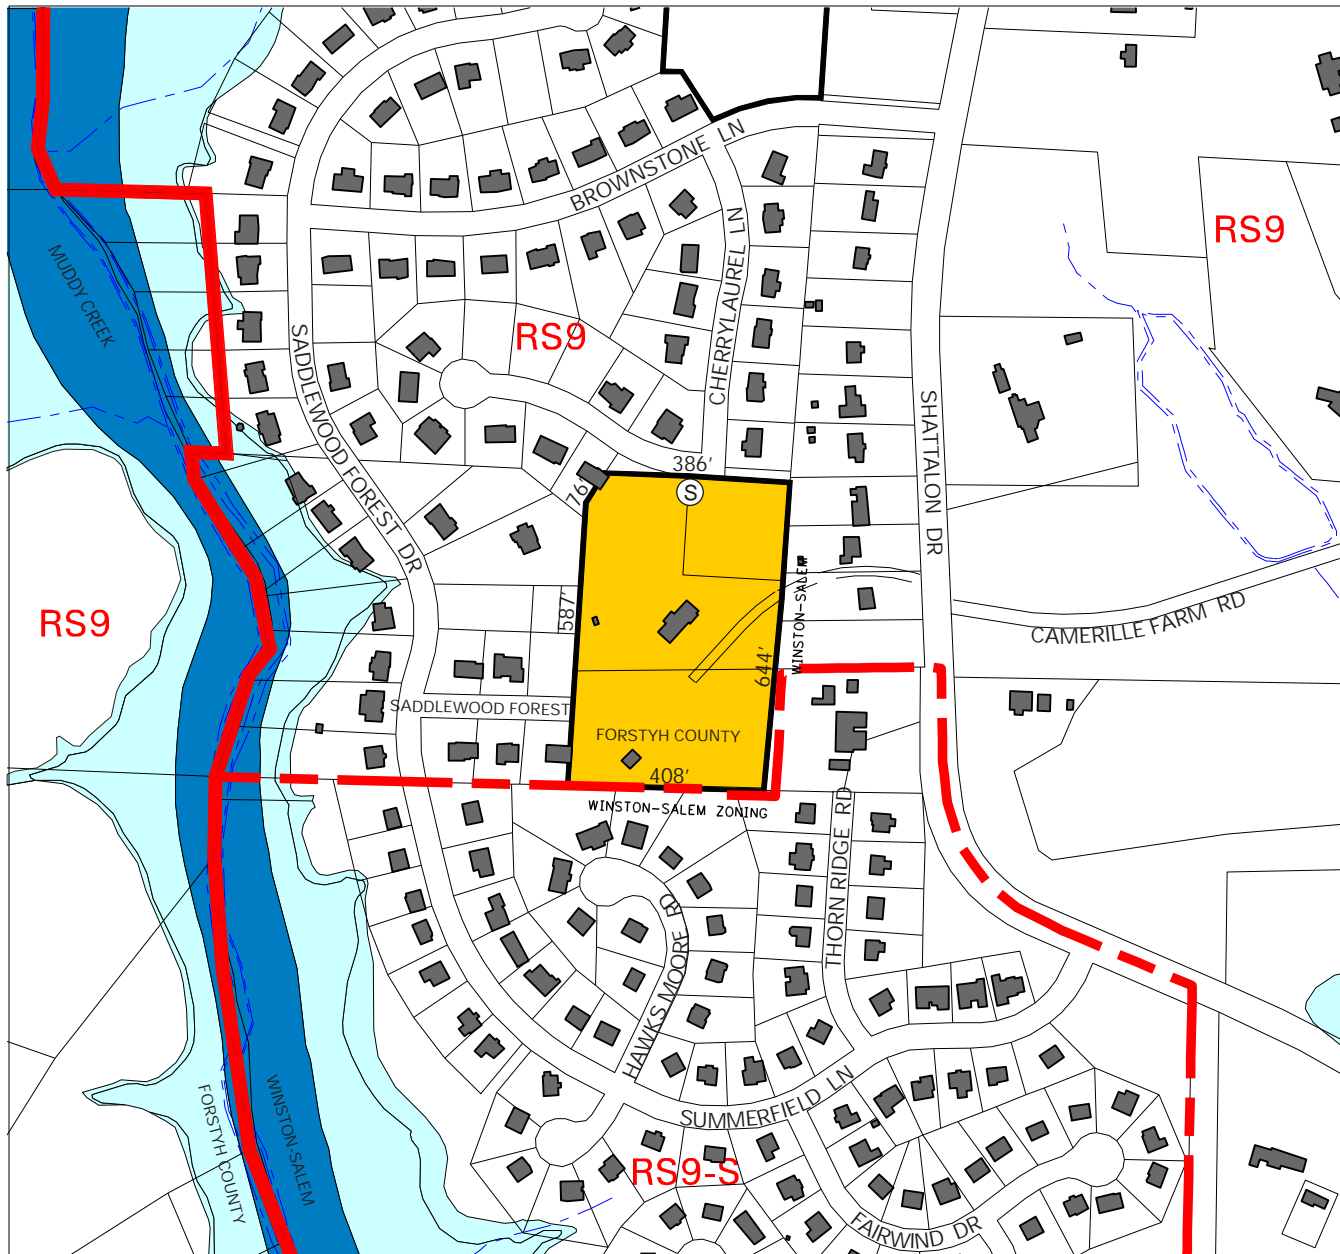 BROWNSTONE LN
RS9
MUDDY CREEK
CHERRYLAUREL LN
RS9
SADDLEWOOD FOREST DR
SHATTALON DR
386'
76'
S
WINSTON-SALEM
587'
RS9
CAMERILLE FARM RD
644'
SADDLEWOOD FOREST
FORSTYH COUNTY
408'
WINSTON-SALEM ZONING
THORN RIDGE RD
HAWKS MOORE RD
SUMMERFIELD LN
FORSTYH COUNTY
WINSTON-SALEM
RS9-S
FAIRWIND DR